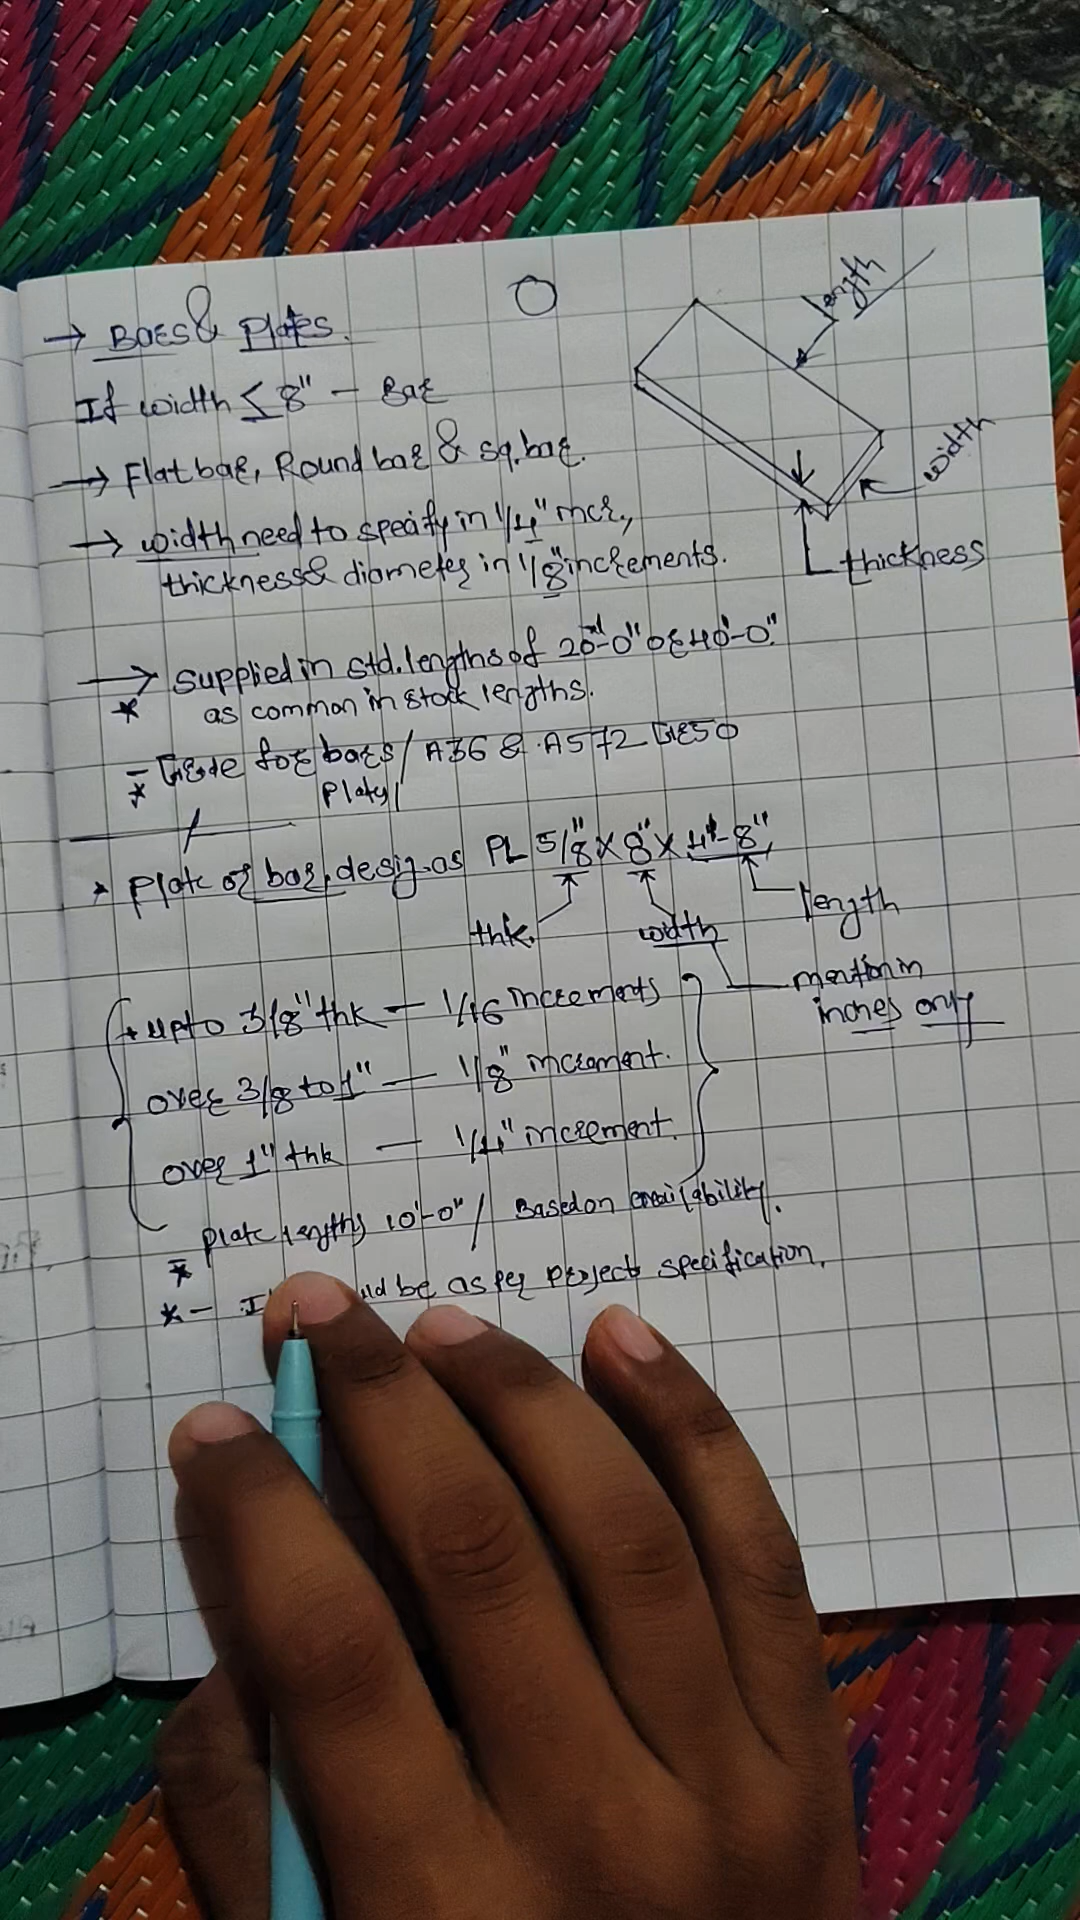 → Bars & Plates.
If width ≤ 8" — Bar
→ Flat bar, Round bar & sq. bar.
→ width need to specify in 1/4" incr,
thickness & diameter in 1/8" increments.
length
width
thickness
→ supplied in std. lengths of 20'-0" or 40'-0"
* as common in stock lengths.
* - Grade for bars / A36 & A572 GR50
plates
* plate or bar, desig. as PL 5/8" x 8" x 4'-8"
thk. width length
mention in
inches only
* upto 3/8" thk — 1/16 increments
over 3/8 to 1" — 1/8" increment.
over 1" thk — 1/4" increment.
* plate lengths 10'-0" / Based on availability.
* - be as per project specification.